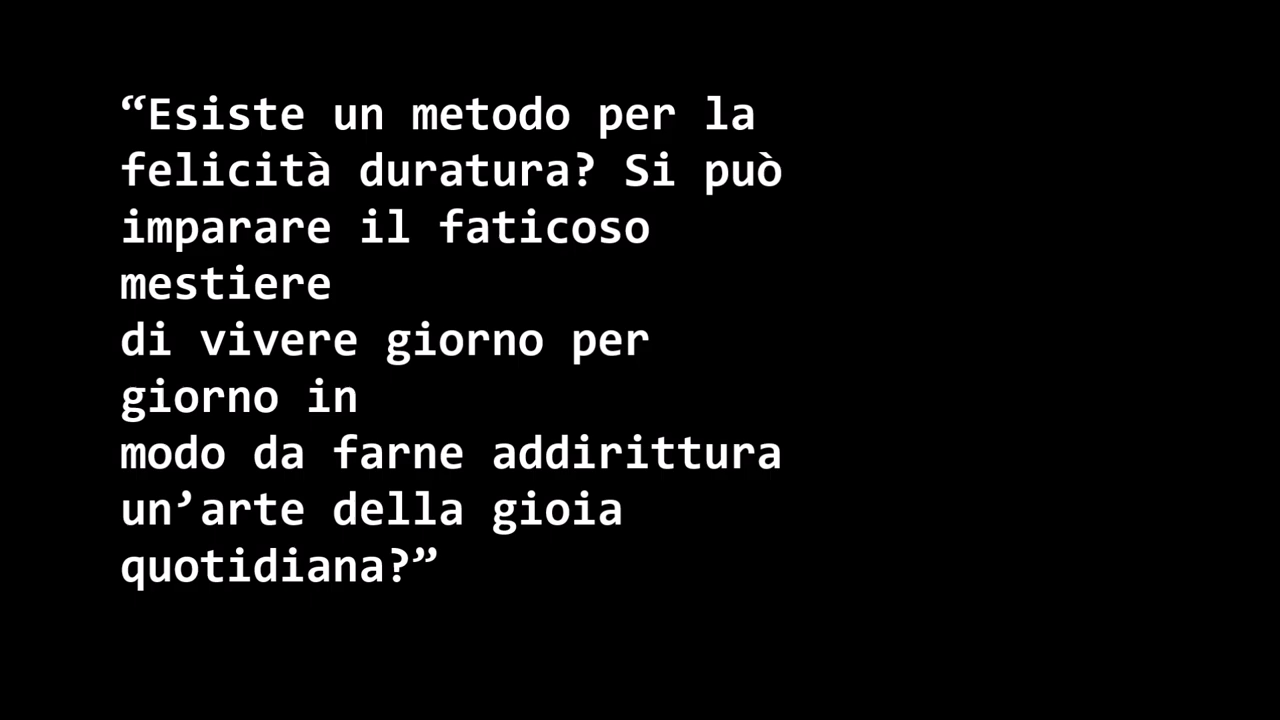 “Esiste un metodo per la
felicità duratura? Si può
imparare il faticoso
mestiere
di vivere giorno per
giorno in
modo da farne addirittura
un’arte della gioia
quotidiana?”